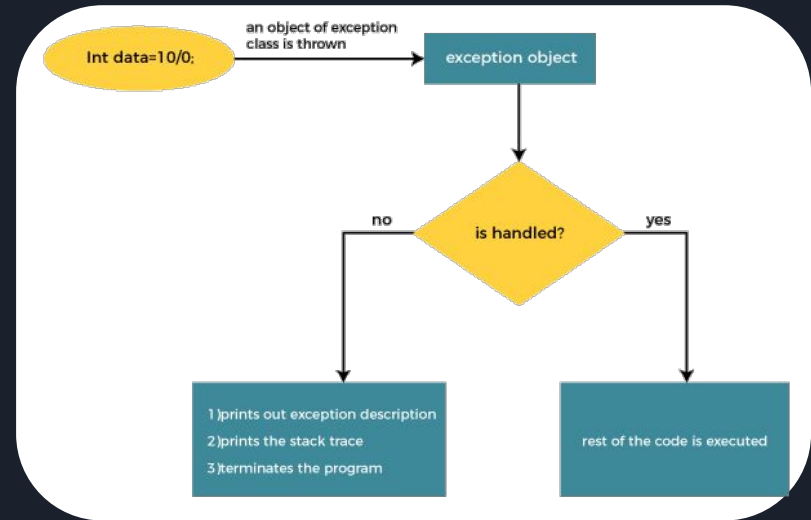 an object of exception
class is thrown
Int data=10/0;
exception object
is handled?
no
yes
1)prints out exception description
2)prints the stack trace
3)terminates the program
rest of the code is executed